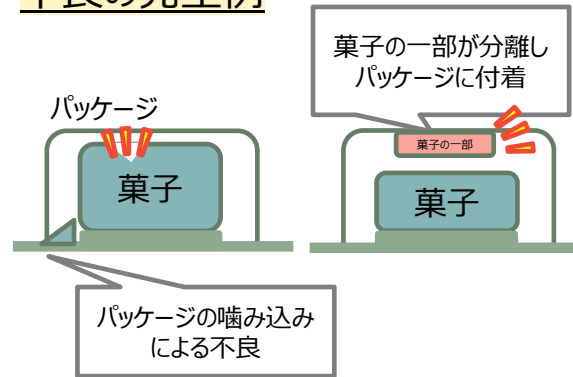 不良の発生例
菓子の一部が分離し
パッケージに付着
パッケージ
菓子の一部
菓子
菓子
パッケージの噛み込み
による不良